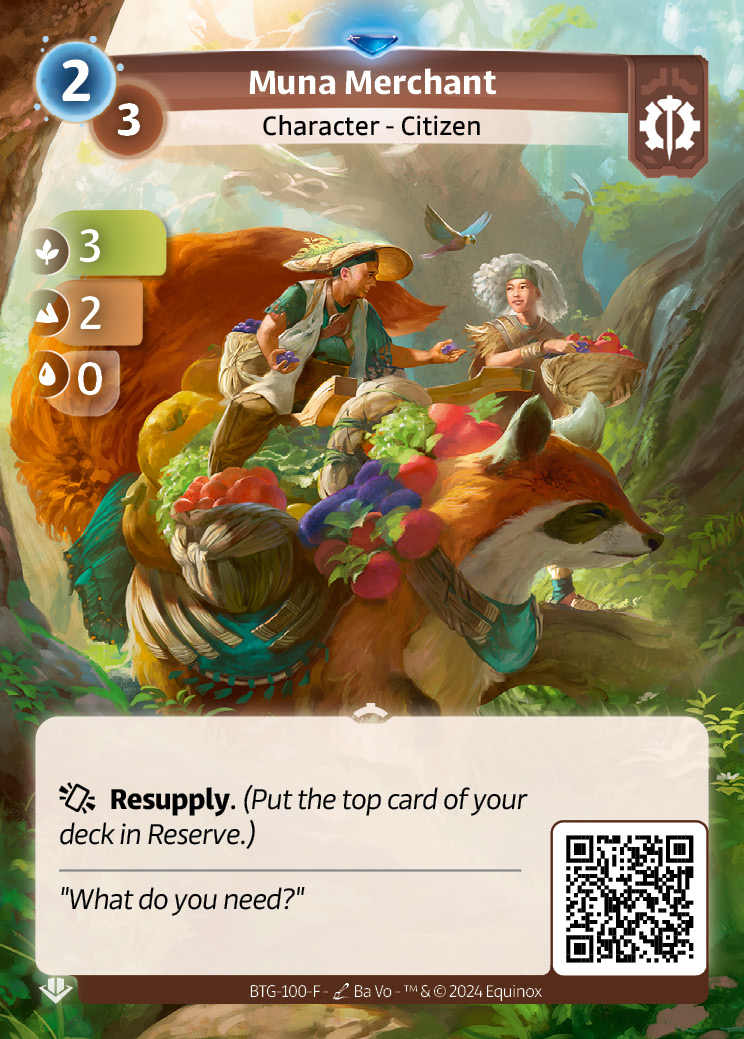 2
Muna Merchant
3
Character - Citizen
3
2
0
Resupply. (Put the top card of your
deck in Reserve.)
"What do you need?"
BTG-100-F - Ba Vo - ™ & © 2024 Equinox